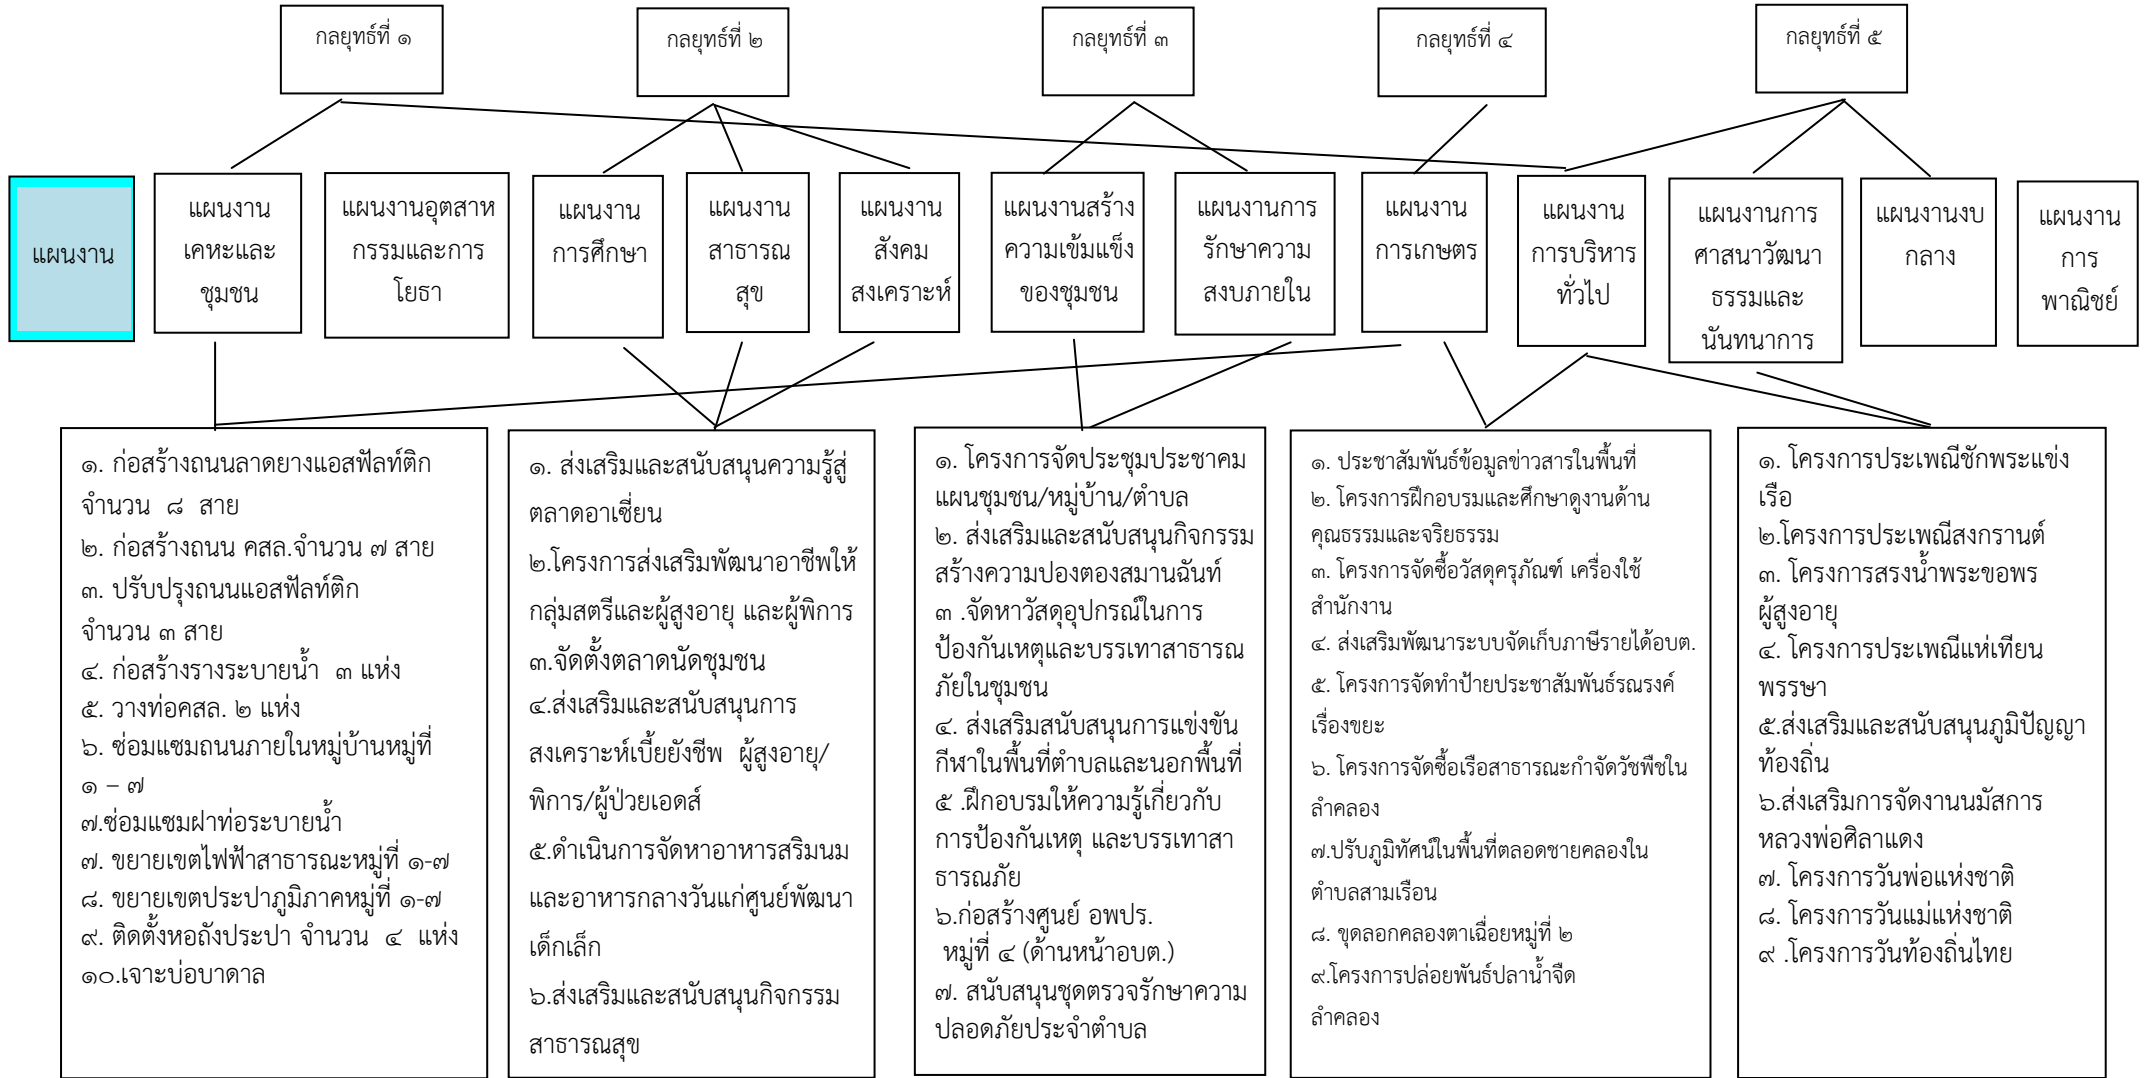 กลยุทธ์ที่ ๑
กลยุทธ์ที่ ๒
กลยุทธ์ที่ ๓
กลยุทธ์ที่ ๔
กลยุทธ์ที่ ๕
แผนงาน
แผนงาน
เคหะและ
ชุมชน
แผนงานอุตสาห
กรรมและการ
โยธา
แผนงาน
การศึกษา
แผนงาน
สาธารณ
สุข
แผนงาน
สังคม
สงเคราะห์
แผนงานสร้าง
ความเข้มแข็ง
ของชุมชน
แผนงานการ
รักษาความ
สงบภายใน
แผนงาน
การเกษตร
แผนงาน
การบริหาร
ทั่วไป
แผนงานการ
ศาสนาวัฒนา
ธรรมและ
นันทนาการ
แผนงานงบ
กลาง
แผนงาน
การ
พาณิชย์
๑. ก่อสร้างถนนลาดยางแอสฟัลท์ติก
จำนวน ๘ สาย
๒. ก่อสร้างถนน คสล.จำนวน ๗ สาย
๓. ปรับปรุงถนนแอสฟัลท์ติก
จำนวน ๓ สาย
๔. ก่อสร้างรางระบายน้ำ ๓ แห่ง
๕. วางท่อคสล. ๒ แห่ง
๖. ซ่อมแซมถนนภายในหมู่บ้านหมู่ที่
๑ – ๗
๗.ซ่อมแซมฝาท่อระบายน้ำ
๗. ขยายเขตไฟฟ้าสาธารณะหมู่ที่ ๑-๗
๘. ขยายเขตประปาภูมิภาคหมู่ที่ ๑-๗
๙. ติดตั้งหอถังประปา จำนวน ๔ แห่ง
๑๐.เจาะบ่อบาดาล
๑. ส่งเสริมและสนับสนุนความรู้สู่
ตลาดอาเซี่ยน
๒.โครงการส่งเสริมพัฒนาอาชีพให้
กลุ่มสตรีและผู้สูงอายุ และผู้พิการ
๓.จัดตั้งตลาดนัดชุมชน
๔.ส่งเสริมและสนับสนุนการ
สงเคราะห์เบี้ยยังชีพ ผู้สูงอายุ/
พิการ/ผู้ป่วยเอดส์
๕.ดำเนินการจัดหาอาหารสริมนม
และอาหารกลางวันแก่ศูนย์พัฒนา
เด็กเล็ก
๖.ส่งเสริมและสนับสนุนกิจกรรม
สาธารณสุข
๑. โครงการจัดประชุมประชาคม
แผนชุมชน/หมู่บ้าน/ตำบล
๒. ส่งเสริมและสนับสนุนกิจกรรม
สร้างความปองตองสมานฉันท์
๓ .จัดหาวัสดุอุปกรณ์ในการ
ป้องกันเหตุและบรรเทาสาธารณ
ภัยในชุมชน
๔. ส่งเสริมสนับสนุนการแข่งขัน
กีฬาในพื้นที่ตำบลและนอกพื้นที่
๕ .ฝึกอบรมให้ความรู้เกี่ยวกับ
การป้องกันเหตุ และบรรเทาสา
ธารณภัย
๖.ก่อสร้างศูนย์ อพปร.
หมู่ที่ ๔ (ด้านหน้าอบต.)
๗. สนับสนุนชุดตรวจรักษาความ
ปลอดภัยประจำตำบล
๑. ประชาสัมพันธ์ข้อมูลข่าวสารในพื้นที่
๒. โครงการฝึกอบรมและศึกษาดูงานด้าน
คุณธรรมและจริยธรรม
๓. โครงการจัดซื้อวัสดุครุภัณฑ์ เครื่องใช้
สำนักงาน
๔. ส่งเสริมพัฒนาระบบจัดเก็บภาษีรายได้อบต.
๕. โครงการจัดทำป้ายประชาสัมพันธ์รณรงค์
เรื่องขยะ
๖. โครงการจัดซื้อเรือสาธารณะกำจัดวัชพืชใน
ลำคลอง
๗.ปรับภูมิทัศน์ในพื้นที่ตลอดชายคลองใน
ตำบลสามเรือน
๘. ขุดลอกคลองตาเฉื่อยหมู่ที่ ๒
๙.โครงการปล่อยพันธ์ปลาน้ำจืด
ลำคลอง
๑. โครงการประเพณีชักพระแข่ง
เรือ
๒.โครงการประเพณีสงกรานต์
๓. โครงการสรงน้ำพระขอพร
ผู้สูงอายุ
๔. โครงการประเพณีแห่เทียน
พรรษา
๕.ส่งเสริมและสนับสนุนภูมิปัญญา
ท้องถิ่น
๖.ส่งเสริมการจัดงานนมัสการ
หลวงพ่อศิลาแดง
๗. โครงการวันพ่อแห่งชาติ
๘. โครงการวันแม่แห่งชาติ
๙ .โครงการวันท้องถิ่นไทย